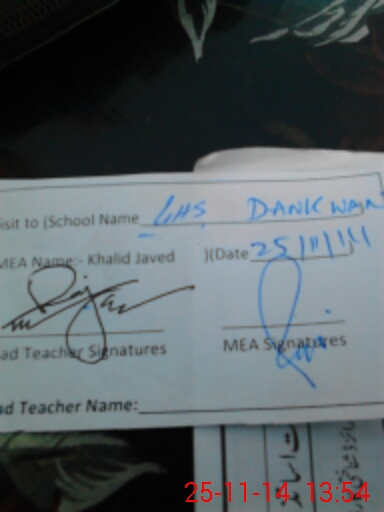 isit to (School Name GHS DANKWAN
MEA Name:- Khalid Javed )(Date 25/11/14 )
ad Teacher Signatures MEA Signatures
ad Teacher Name:
25-11-14 13:54